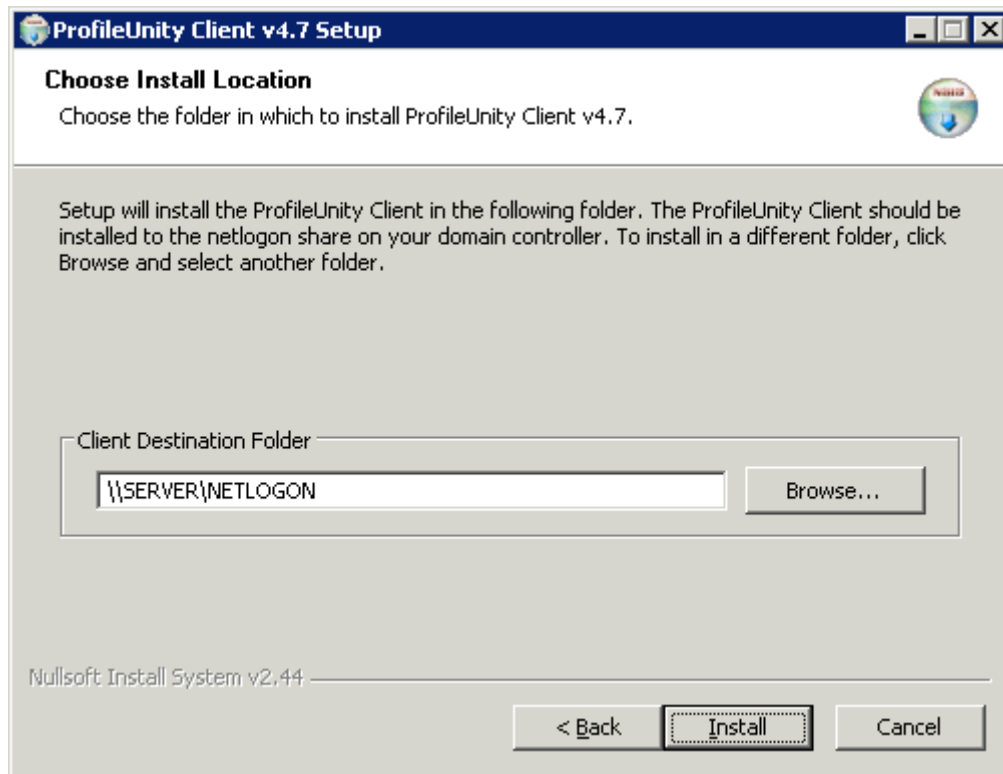 ProfileUnity Client v4.7 Setup
Choose Install Location
Choose the folder in which to install ProfileUnity Client v4.7.
NSIS
Setup will install the ProfileUnity Client in the following folder. The ProfileUnity Client should be
installed to the netlogon share on your domain controller. To install in a different folder, click
Browse and select another folder.
Client Destination Folder
\\SERVER\NETLOGON
Browse...
Nullsoft Install System v2.44
< Back
Install
Cancel